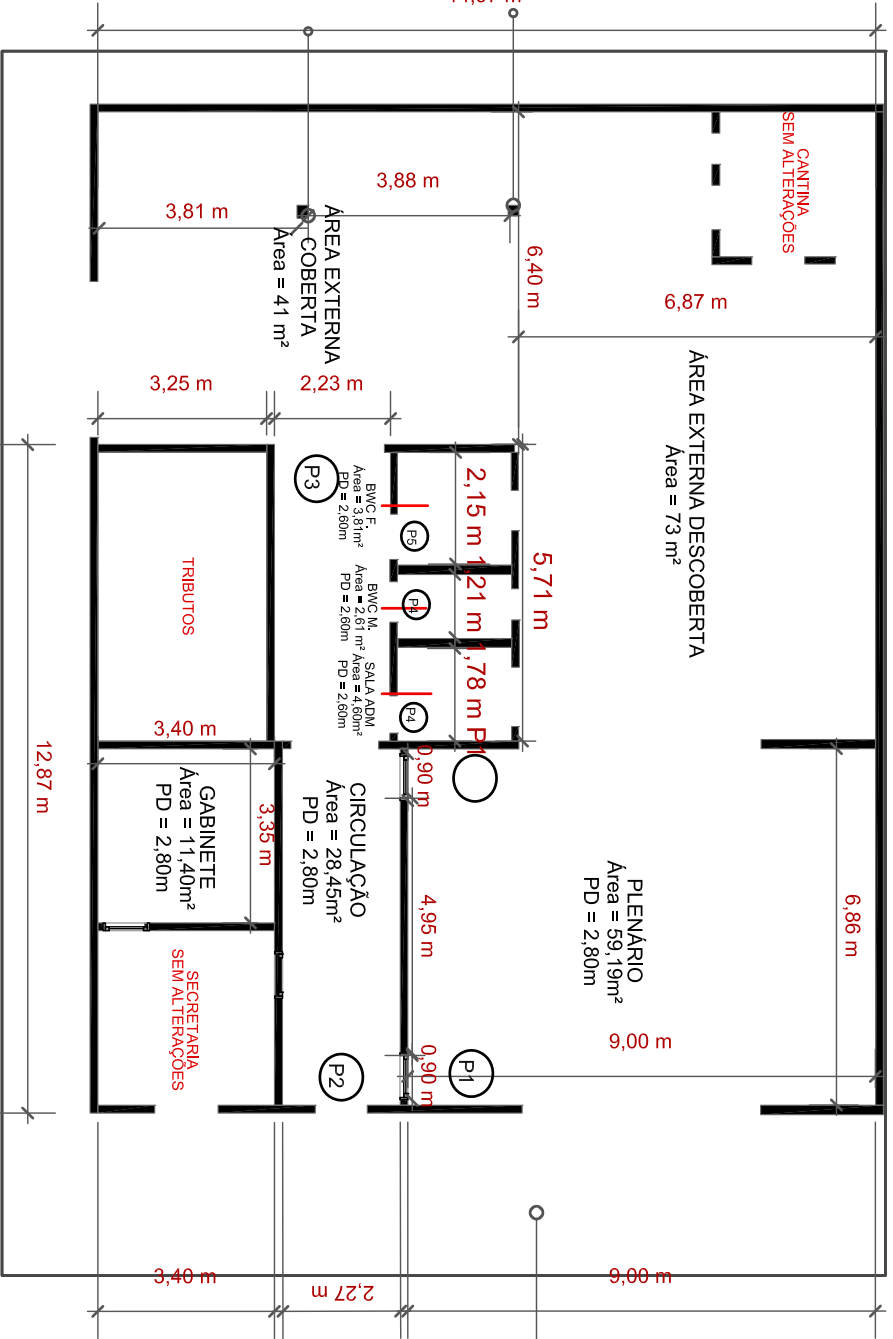 3,88 m
3,81 m
CANTINA
SEM ALTERAÇÕES
ÁREA EXTERNA
COBERTA
Área = 41 m²
6,40 m
6,87 m
3,25 m
2,23 m
ÁREA EXTERNA DESCOBERTA
Área = 73 m²
P3
BWC F.
Área = 3,81m²
PD = 2,60m
P5
2,15 m
5,71 m
TRIBUTOS
BWC M.
Área = 2,61 m²
PD = 2,60m
P4
1,21 m
SALA ADM
Área = 4,60m²
PD = 2,60m
P4
1,78 m
P1
3,40 m
12,87 m
GABINETE
Área = 11,40m²
PD = 2,80m
3,35 m
CIRCULAÇÃO
Área = 28,45m²
PD = 2,80m
0,90 m
4,95 m
PLENÁRIO
Área = 59,19m²
PD = 2,80m
6,86 m
SECRETARIA
SEM ALTERAÇÕES
9,00 m
P2
0,90 m
P1
3,40 m
2,27 m
9,00 m